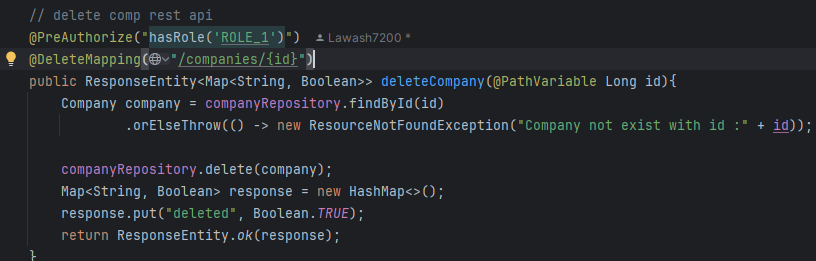 // delete comp rest api
@PreAuthorize("hasRole('ROLE_1')") Lawash7200 *
@DeleteMapping("/companies/{id}")
public ResponseEntity<Map<String, Boolean>> deleteCompany(@PathVariable Long id){
Company company = companyRepository.findById(id)
.orElseThrow(() -> new ResourceNotFoundException("Company not exist with id :" + id));
companyRepository.delete(company);
Map<String, Boolean> response = new HashMap<>();
response.put("deleted", Boolean.TRUE);
return ResponseEntity.ok(response);
}